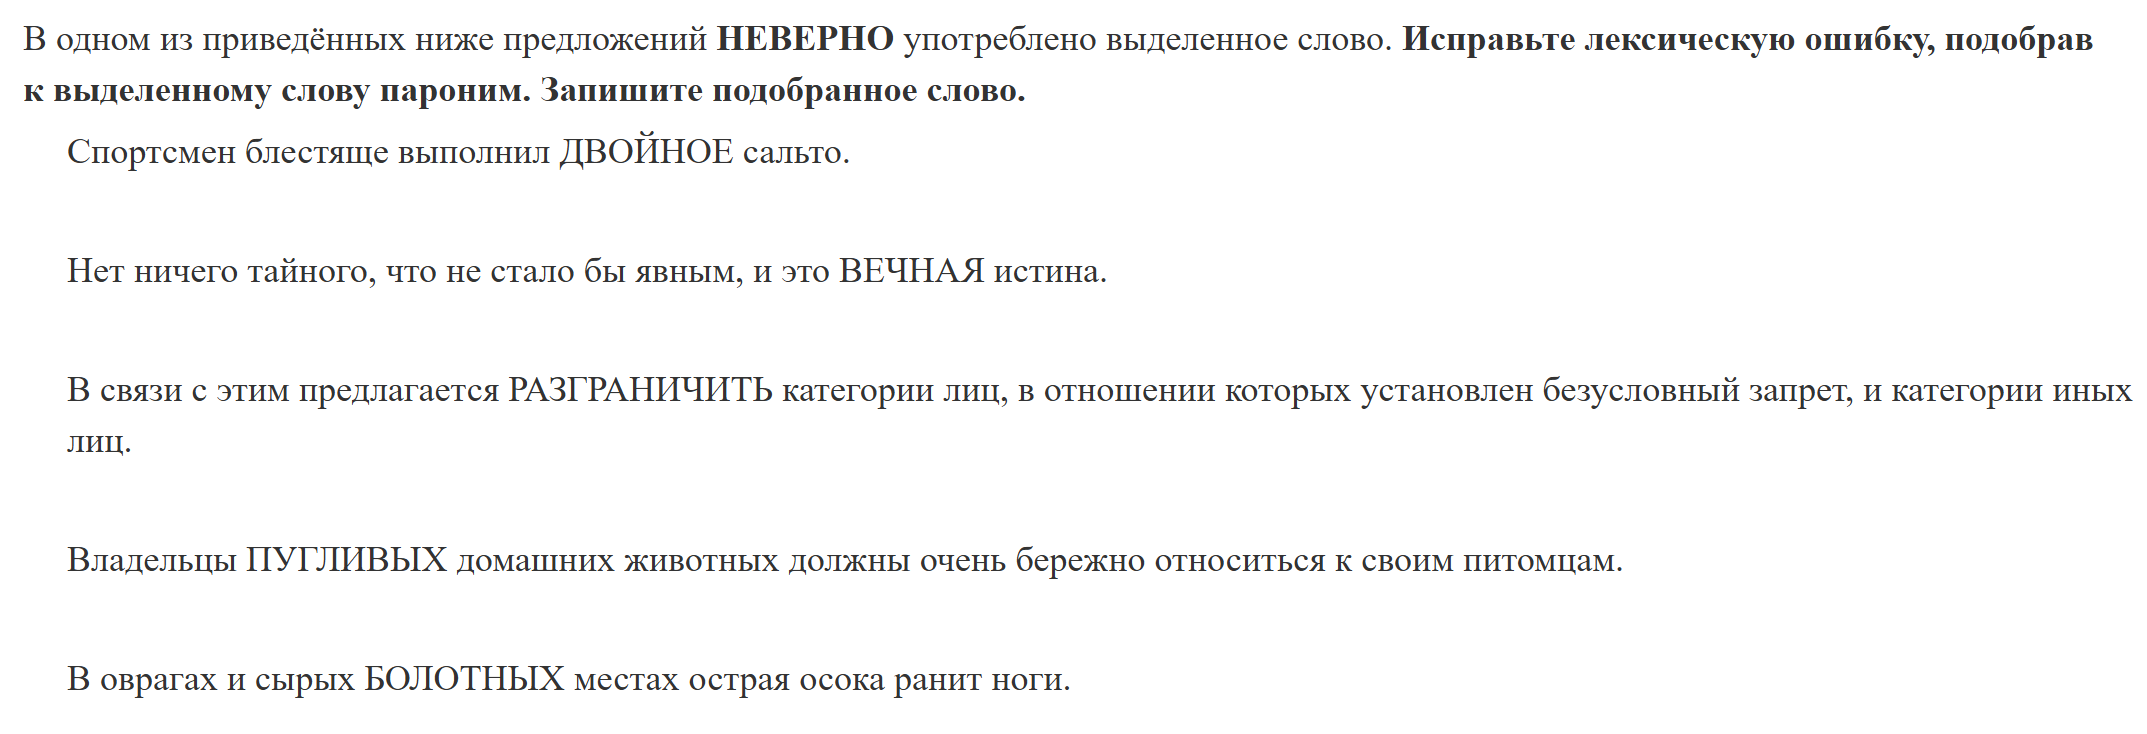 В одном из приведённых ниже предложений НЕВЕРНО употреблено выделенное слово. Исправьте лексическую ошибку, подобрав
к выделенному слову пароним. Запишите подобранное слово.
Спортсмен блестяще выполнил ДВОЙНОЕ сальто.
Нет ничего тайного, что не стало бы явным, и это ВЕЧНАЯ истина.
В связи с этим предлагается РАЗГРАНИЧИТЬ категории лиц, в отношении которых установлен безусловный запрет, и категории иных
лиц.
Владельцы ПУГЛИВЫХ домашних животных должны очень бережно относиться к своим питомцам.
В оврагах и сырых БОЛОТНЫХ местах острая осока ранит ноги.